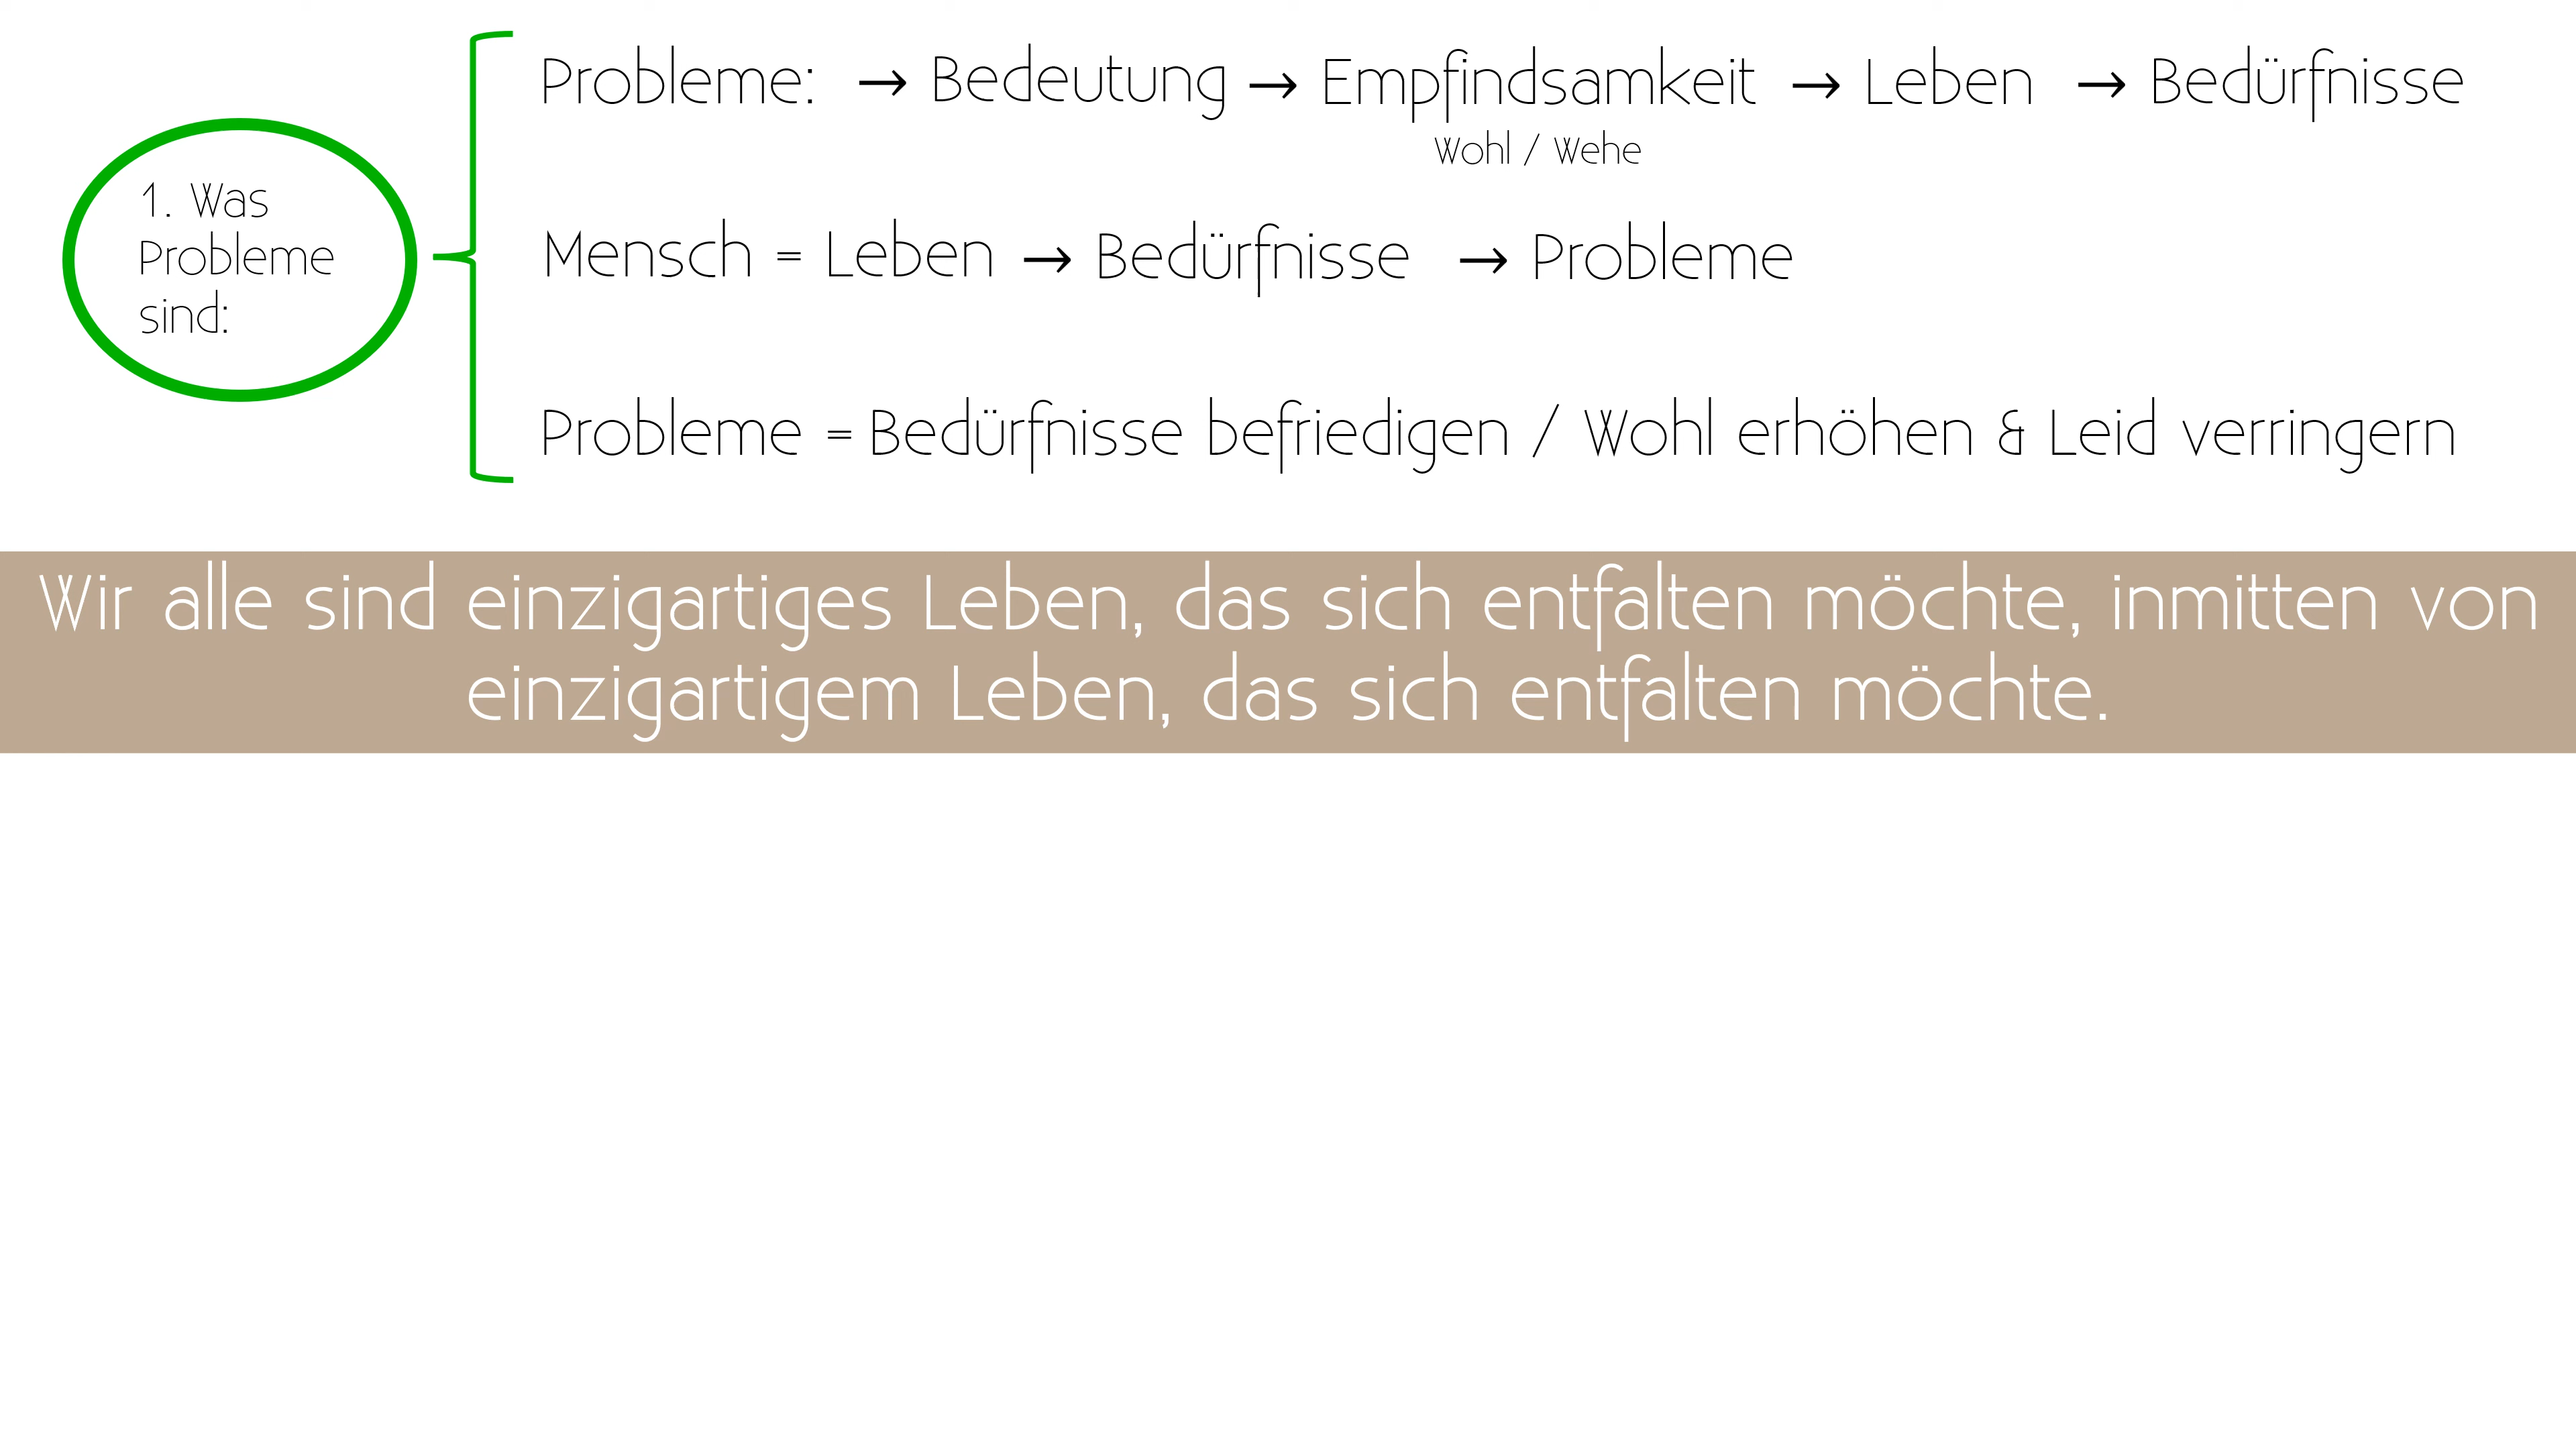 1. Was
Probleme
sind:
Probleme: → Bedeutung → Empfindsamkeit → Leben → Bedürfnisse
Wohl / Wehe
Mensch = Leben → Bedürfnisse → Probleme
Probleme = Bedürfnisse befriedigen / Wohl erhöhen & Leid verringern
Wir alle sind einzigartiges Leben, das sich entfalten möchte, inmitten von
einzigartigem Leben, das sich entfalten möchte.